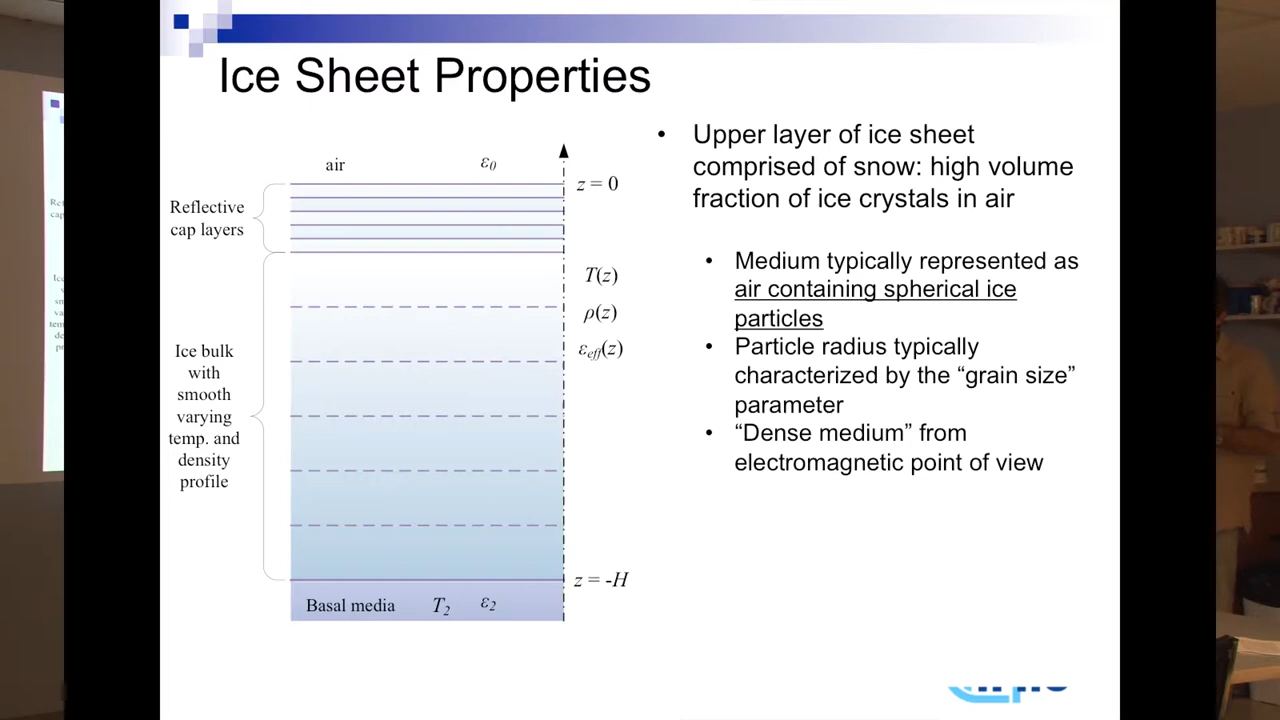 Ice Sheet Properties
air
ε₀
z = 0
Reflective
cap layers
T(z)
ρ(z)
εeff(z)
Ice bulk
with
smooth
varying
temp. and
density
profile
z = -H
Basal media T₂ ε₂
• Upper layer of ice sheet
comprised of snow: high volume
fraction of ice crystals in air
• Medium typically represented as
air containing spherical ice
particles
• Particle radius typically
characterized by the “grain size”
parameter
• “Dense medium” from
electromagnetic point of view